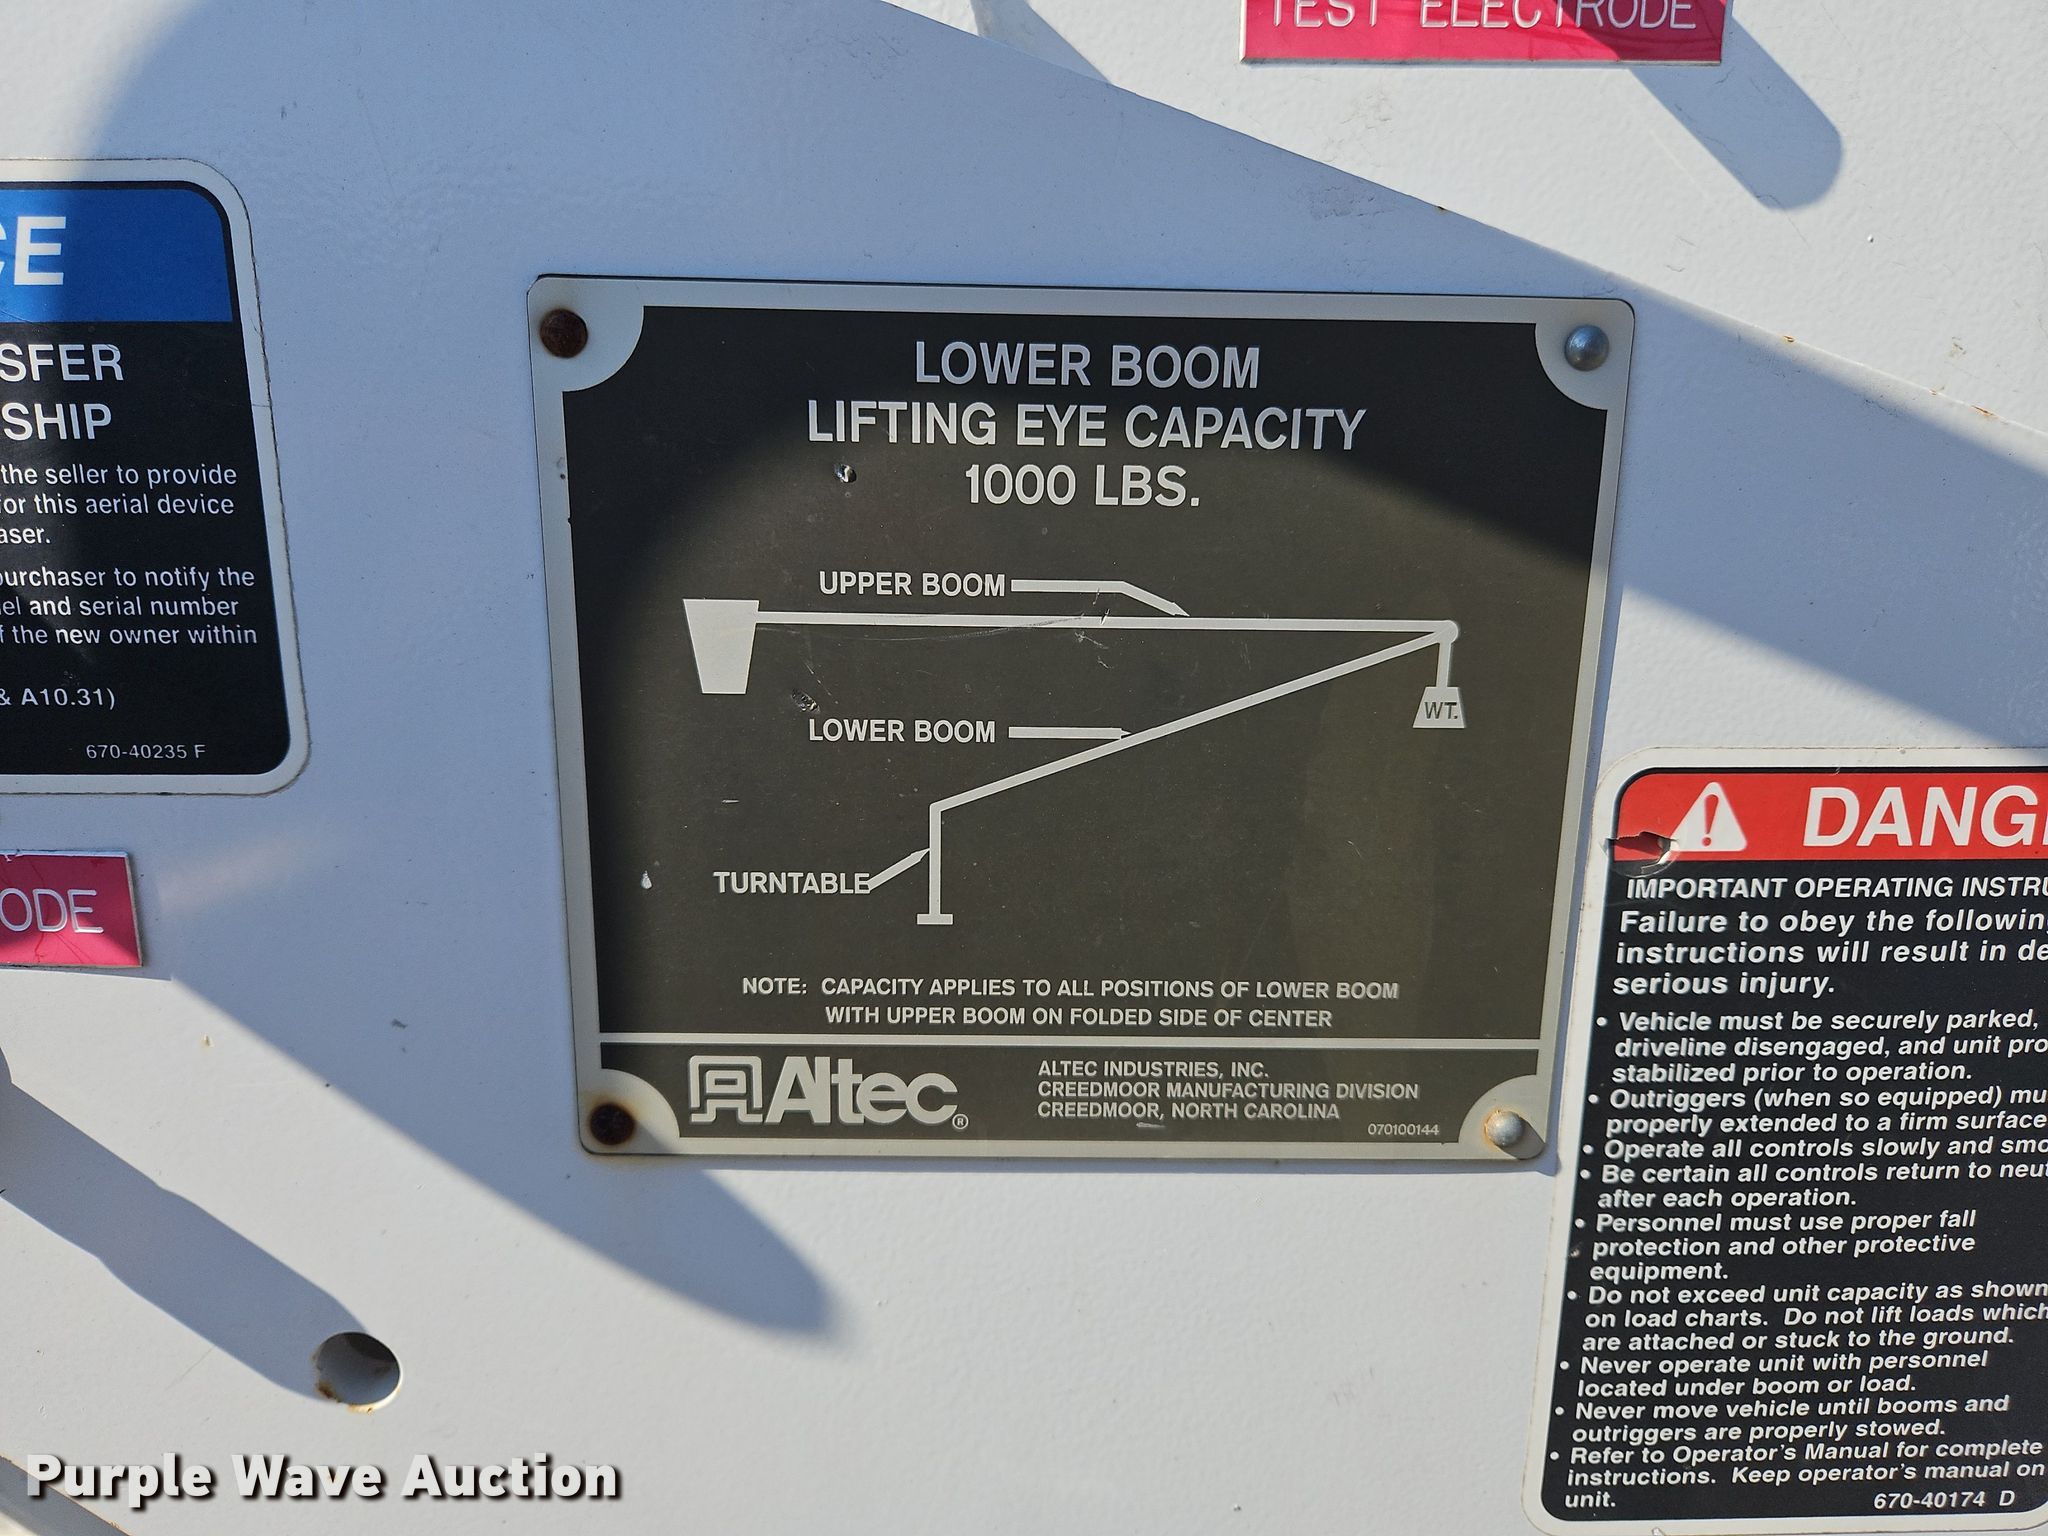 TEST ELECTRODE
CE
SFER
SHIP
the seller to provide
for this aerial device
aser.
purchaser to notify the
el and serial number
f the new owner within
& A10.31)
670-40235 F
ODE
LOWER BOOM
LIFTING EYE CAPACITY
1000 LBS.
UPPER BOOM
WT.
LOWER BOOM
TURNTABLE
NOTE: CAPACITY APPLIES TO ALL POSITIONS OF LOWER BOOM
WITH UPPER BOOM ON FOLDED SIDE OF CENTER
Altec®
ALTEC INDUSTRIES, INC.
CREEDMOOR MANUFACTURING DIVISION
CREEDMOOR, NORTH CAROLINA
070100144
DANG
IMPORTANT OPERATING INSTRU
Failure to obey the following
instructions will result in de
serious injury.
• Vehicle must be securely parked,
driveline disengaged, and unit pro
stabilized prior to operation.
• Outriggers (when so equipped) mu
properly extended to a firm surface
• Operate all controls slowly and smo
• Be certain all controls return to neut
after each operation.
• Personnel must use proper fall
protection and other protective
equipment.
• Do not exceed unit capacity as shown
on load charts. Do not lift loads which
are attached or stuck to the ground.
• Never operate unit with personnel
located under boom or load.
• Never move vehicle until booms and
outriggers are properly stowed.
• Refer to Operator's Manual for complete
instructions. Keep operator's manual on
unit.
670-40174 D
Purple Wave Auction